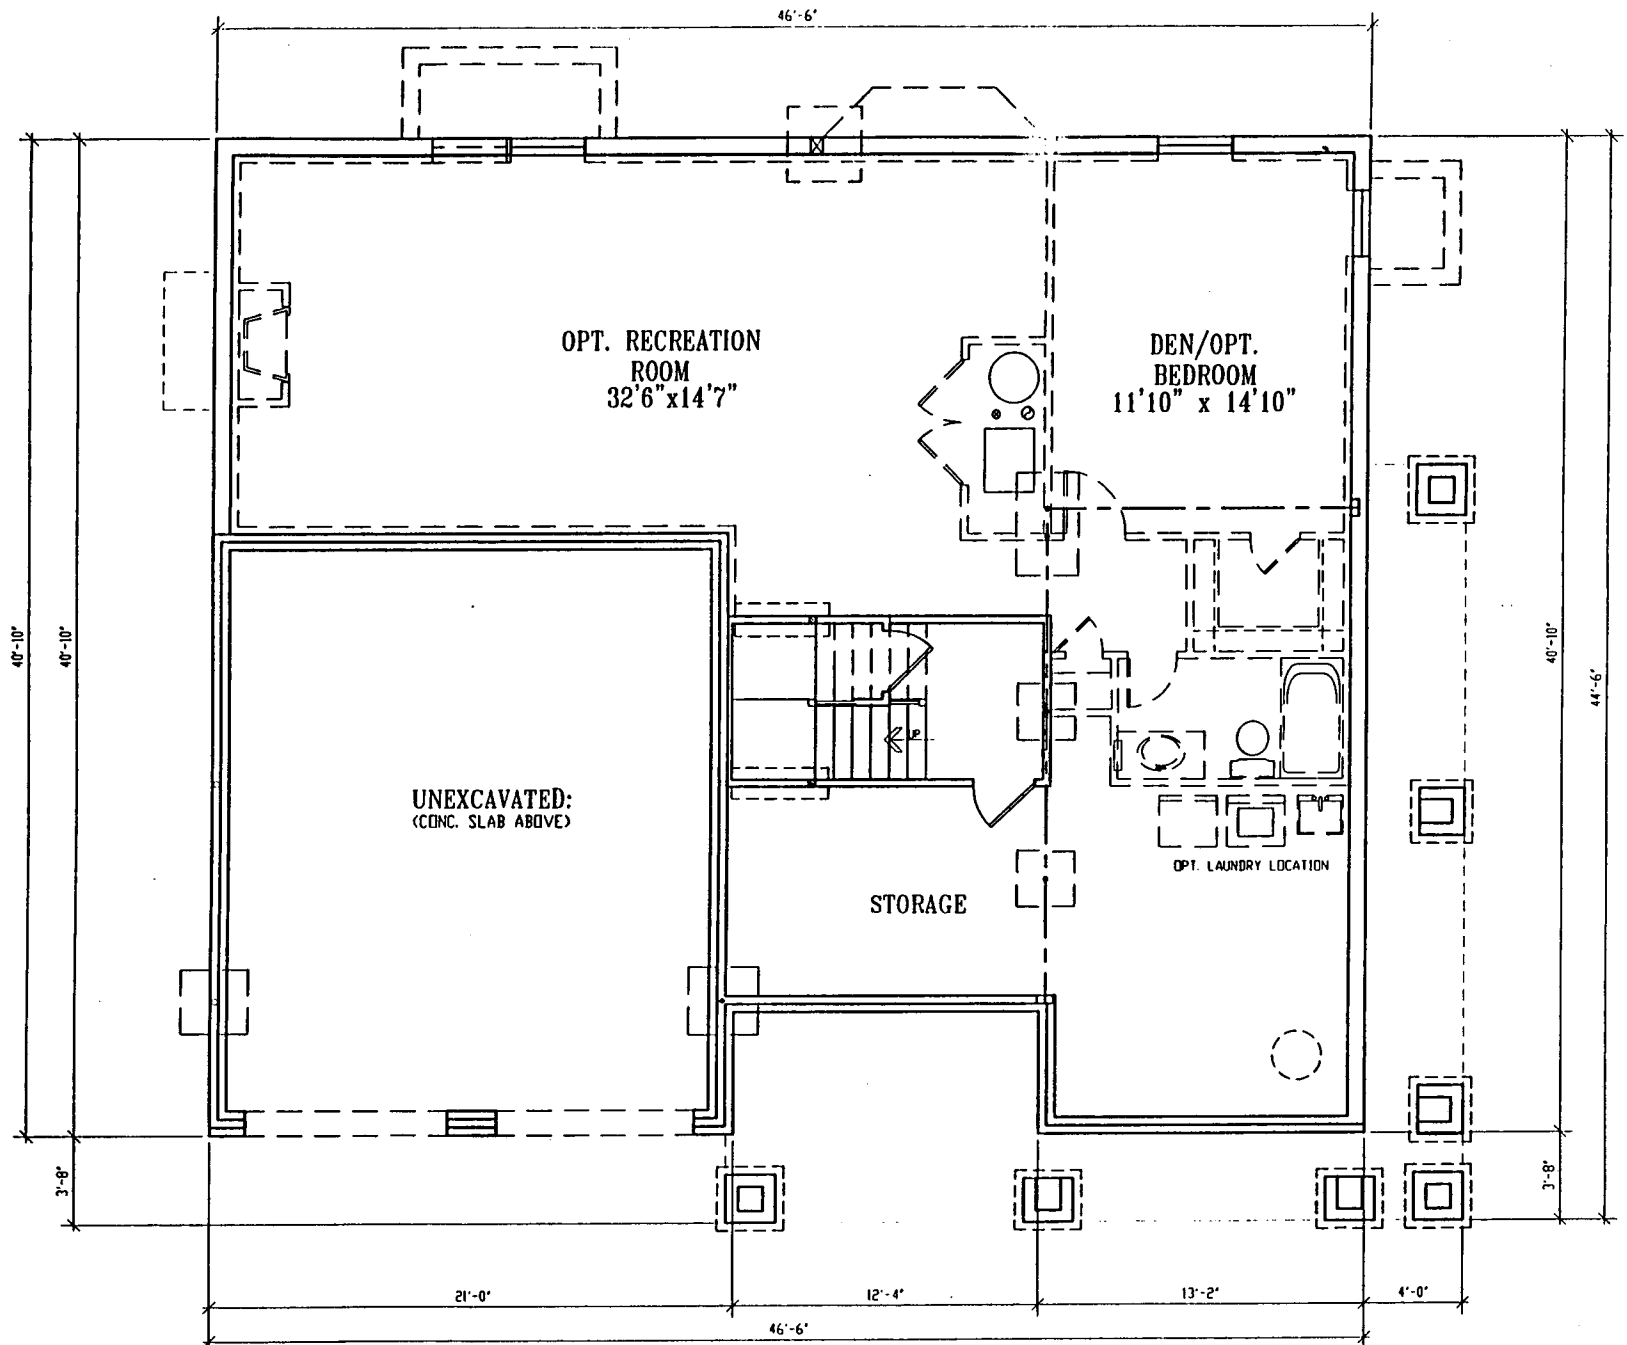 46'-6"
OPT. RECREATION
ROOM
32'6"x14'7"
DEN/OPT.
BEDROOM
11'10" x 14'10"
40'-10"
40'-10"
40'-10"
44'-6"
UP
UNEXCAVATED:
(CONC. SLAB ABOVE)
OPT. LAUNDRY LOCATION
STORAGE
3'-8"
3'-8"
21'-0"
12'-4"
13'-2"
4'-0"
46'-6"